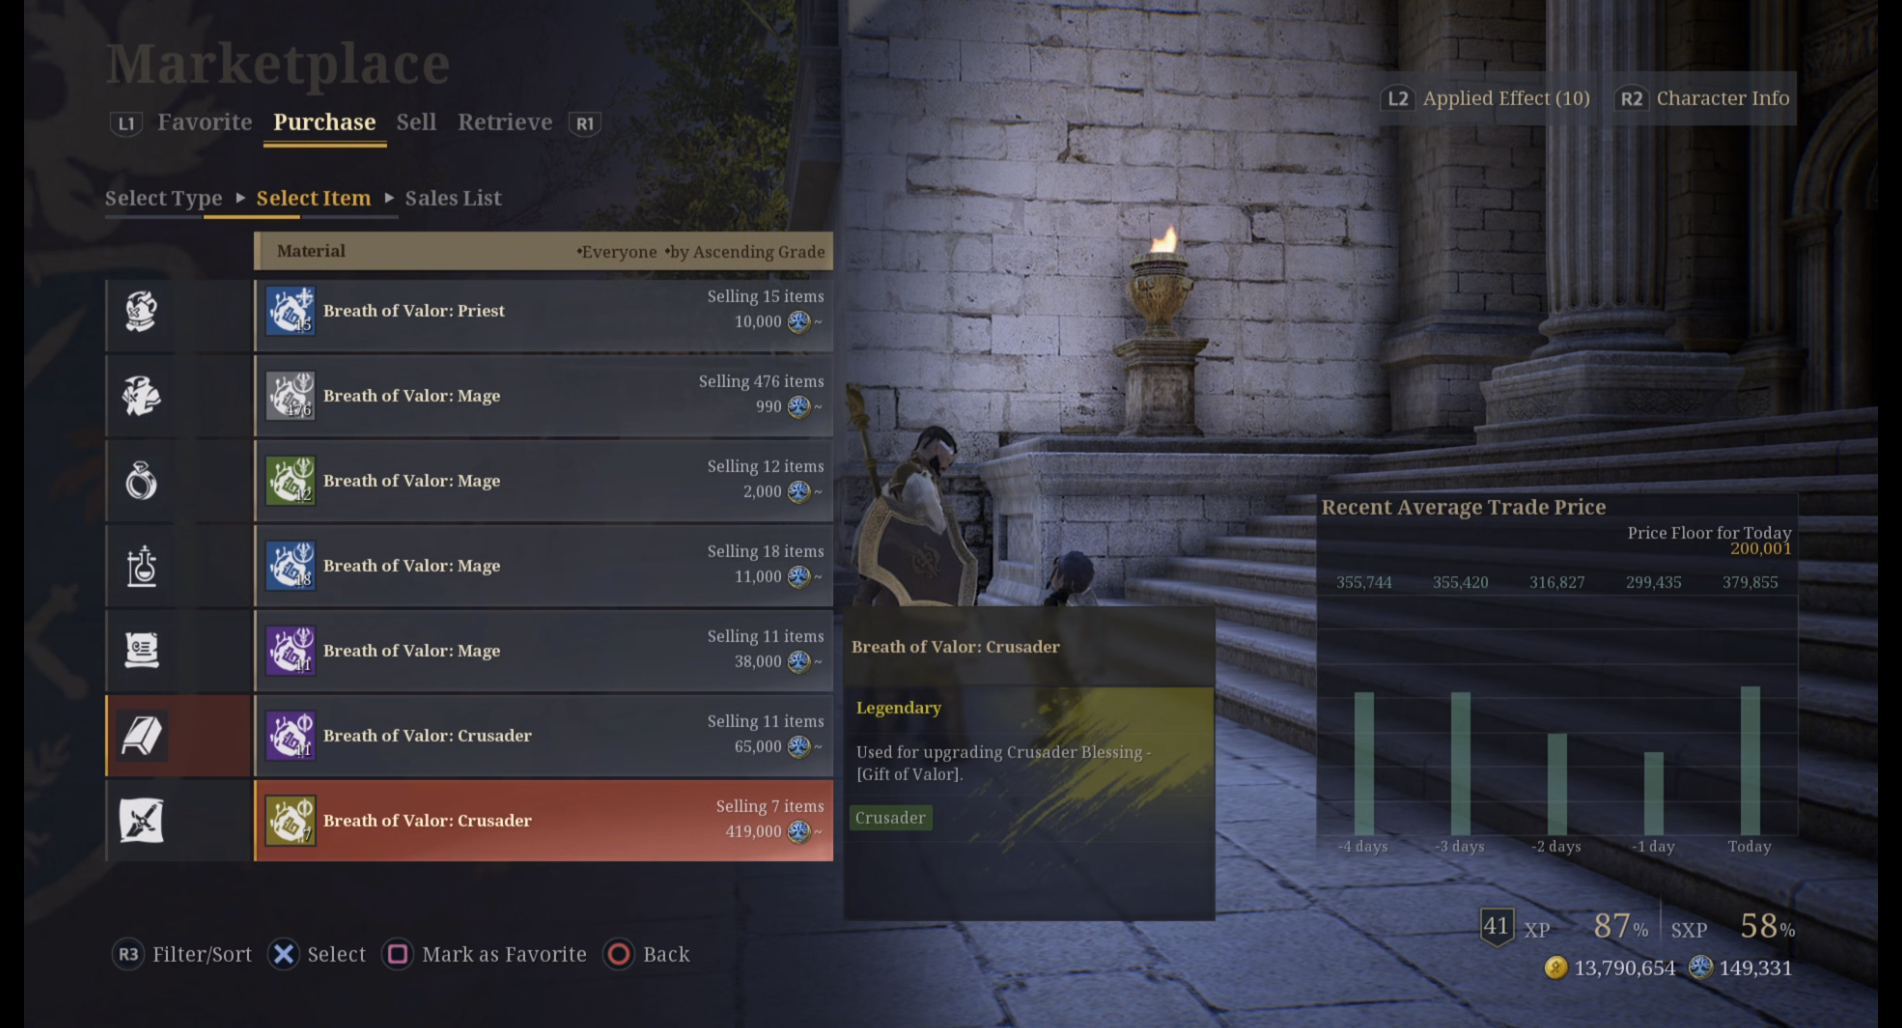 Marketplace
L1 Favorite Purchase Sell Retrieve R1
L2 Applied Effect (10) R2 Character Info
Select Type ▸ Select Item ▸ Sales List
Material Everyone by Ascending Grade
Selling 15 items
Breath of Valor: Priest
15 10,000 ~
Selling 476 items
Breath of Valor: Mage
476 990 ~
Selling 12 items
Breath of Valor: Mage
12 2,000 ~
Selling 18 items
Breath of Valor: Mage
18 11,000 ~
Selling 11 items
Breath of Valor: Mage
11 38,000 ~
Selling 11 items
Breath of Valor: Crusader
11 65,000 ~
Selling 7 items
Breath of Valor: Crusader
7 419,000 ~
Breath of Valor: Crusader
Legendary
Used for upgrading Crusader Blessing -
[Gift of Valor].
Crusader
Recent Average Trade Price
Price Floor for Today
200,001
355,744 355,420 316,827 299,435 379,855
-4 days -3 days -2 days -1 day Today
41 XP 87% SXP 58%
13,790,654 149,331
R3 Filter/Sort Select Mark as Favorite Back